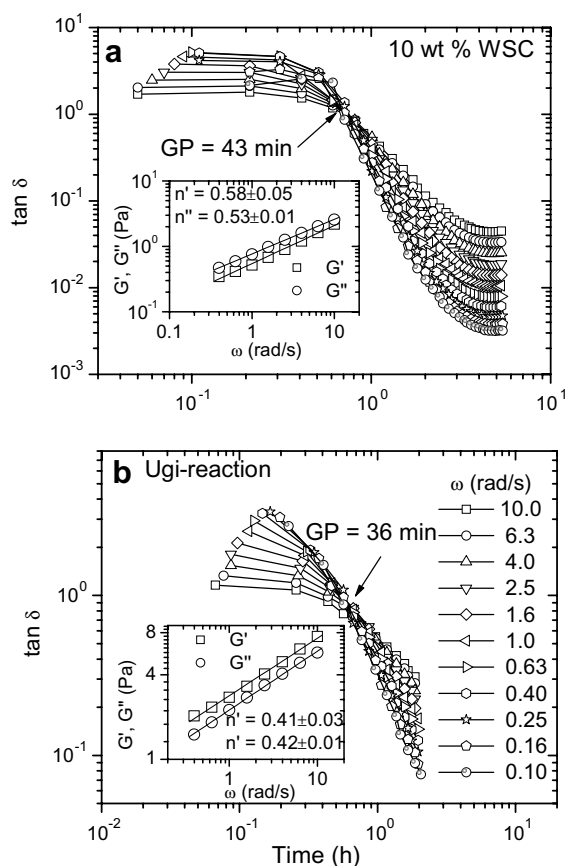 a
10 wt % WSC
10¹
10⁰
10⁻¹
10⁻²
10⁻³
tan δ
GP = 43 min
n' = 0.58±0.05
n" = 0.53±0.01
10¹
10⁰
10⁻¹
G', G" (Pa)
G'
G"
0.1
1
10
ω (rad/s)
10⁻¹
10⁰
10¹
b Ugi-reaction
GP = 36 min
ω (rad/s)
10.0
6.3
4.0
2.5
1.6
1.0
0.63
0.40
0.25
0.16
0.10
10⁰
10⁻¹
tan δ
8
4
1
G', G" (Pa)
G'
G"
n' = 0.41±0.03
n' = 0.42±0.01
1
10
ω (rad/s)
10⁻²
10⁻¹
10⁰
10¹
Time (h)